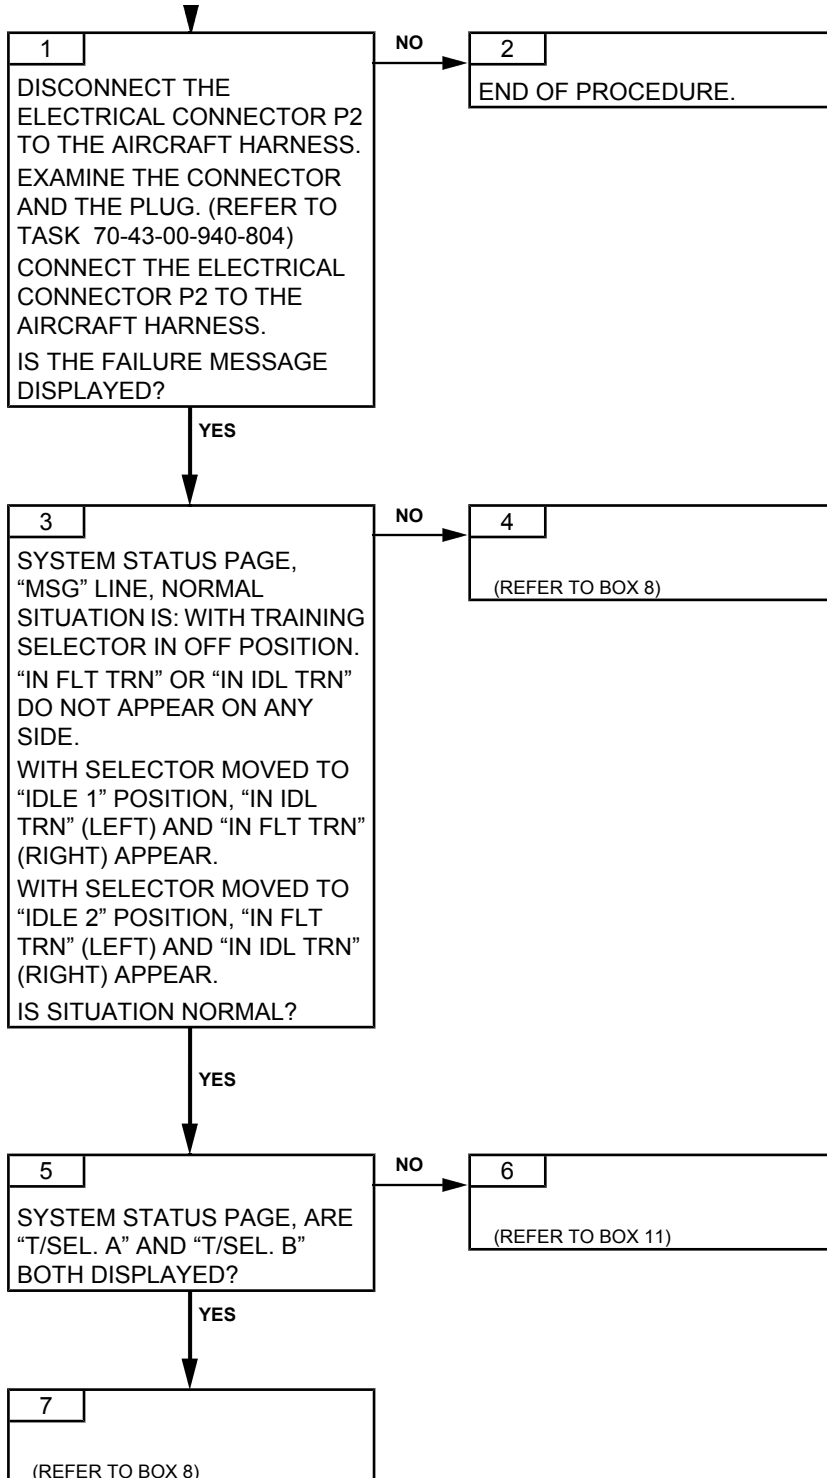 1
DISCONNECT THE
ELECTRICAL CONNECTOR P2
TO THE AIRCRAFT HARNESS.
EXAMINE THE CONNECTOR
AND THE PLUG. (REFER TO
TASK 70-43-00-940-804)
CONNECT THE ELECTRICAL
CONNECTOR P2 TO THE
AIRCRAFT HARNESS.
IS THE FAILURE MESSAGE
DISPLAYED?
NO
2
END OF PROCEDURE.
YES
3
SYSTEM STATUS PAGE,
“MSG” LINE, NORMAL
SITUATION IS: WITH TRAINING
SELECTOR IN OFF POSITION.
“IN FLT TRN” OR “IN IDL TRN”
DO NOT APPEAR ON ANY
SIDE.
WITH SELECTOR MOVED TO
“IDLE 1” POSITION, “IN IDL
TRN” (LEFT) AND “IN FLT TRN”
(RIGHT) APPEAR.
WITH SELECTOR MOVED TO
“IDLE 2” POSITION, “IN FLT
TRN” (LEFT) AND “IN IDL TRN”
(RIGHT) APPEAR.
IS SITUATION NORMAL?
NO
4
(REFER TO BOX 8)
YES
5
SYSTEM STATUS PAGE, ARE
“T/SEL. A” AND “T/SEL. B”
BOTH DISPLAYED?
NO
6
(REFER TO BOX 11)
YES
7
(REFER TO BOX 8)